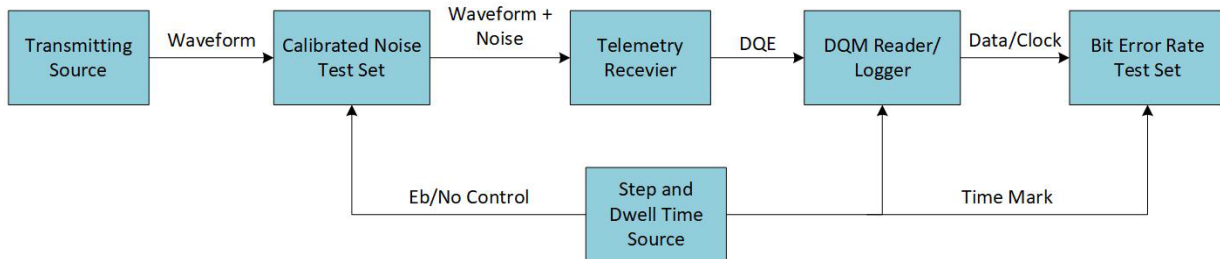 Transmitting
Source
Waveform
Calibrated Noise
Test Set
Waveform +
Noise
Telemetry
Recevier
DQE
DQM Reader/
Logger
Data/Clock
Bit Error Rate
Test Set
Eb/No Control
Step and
Dwell Time
Source
Time Mark